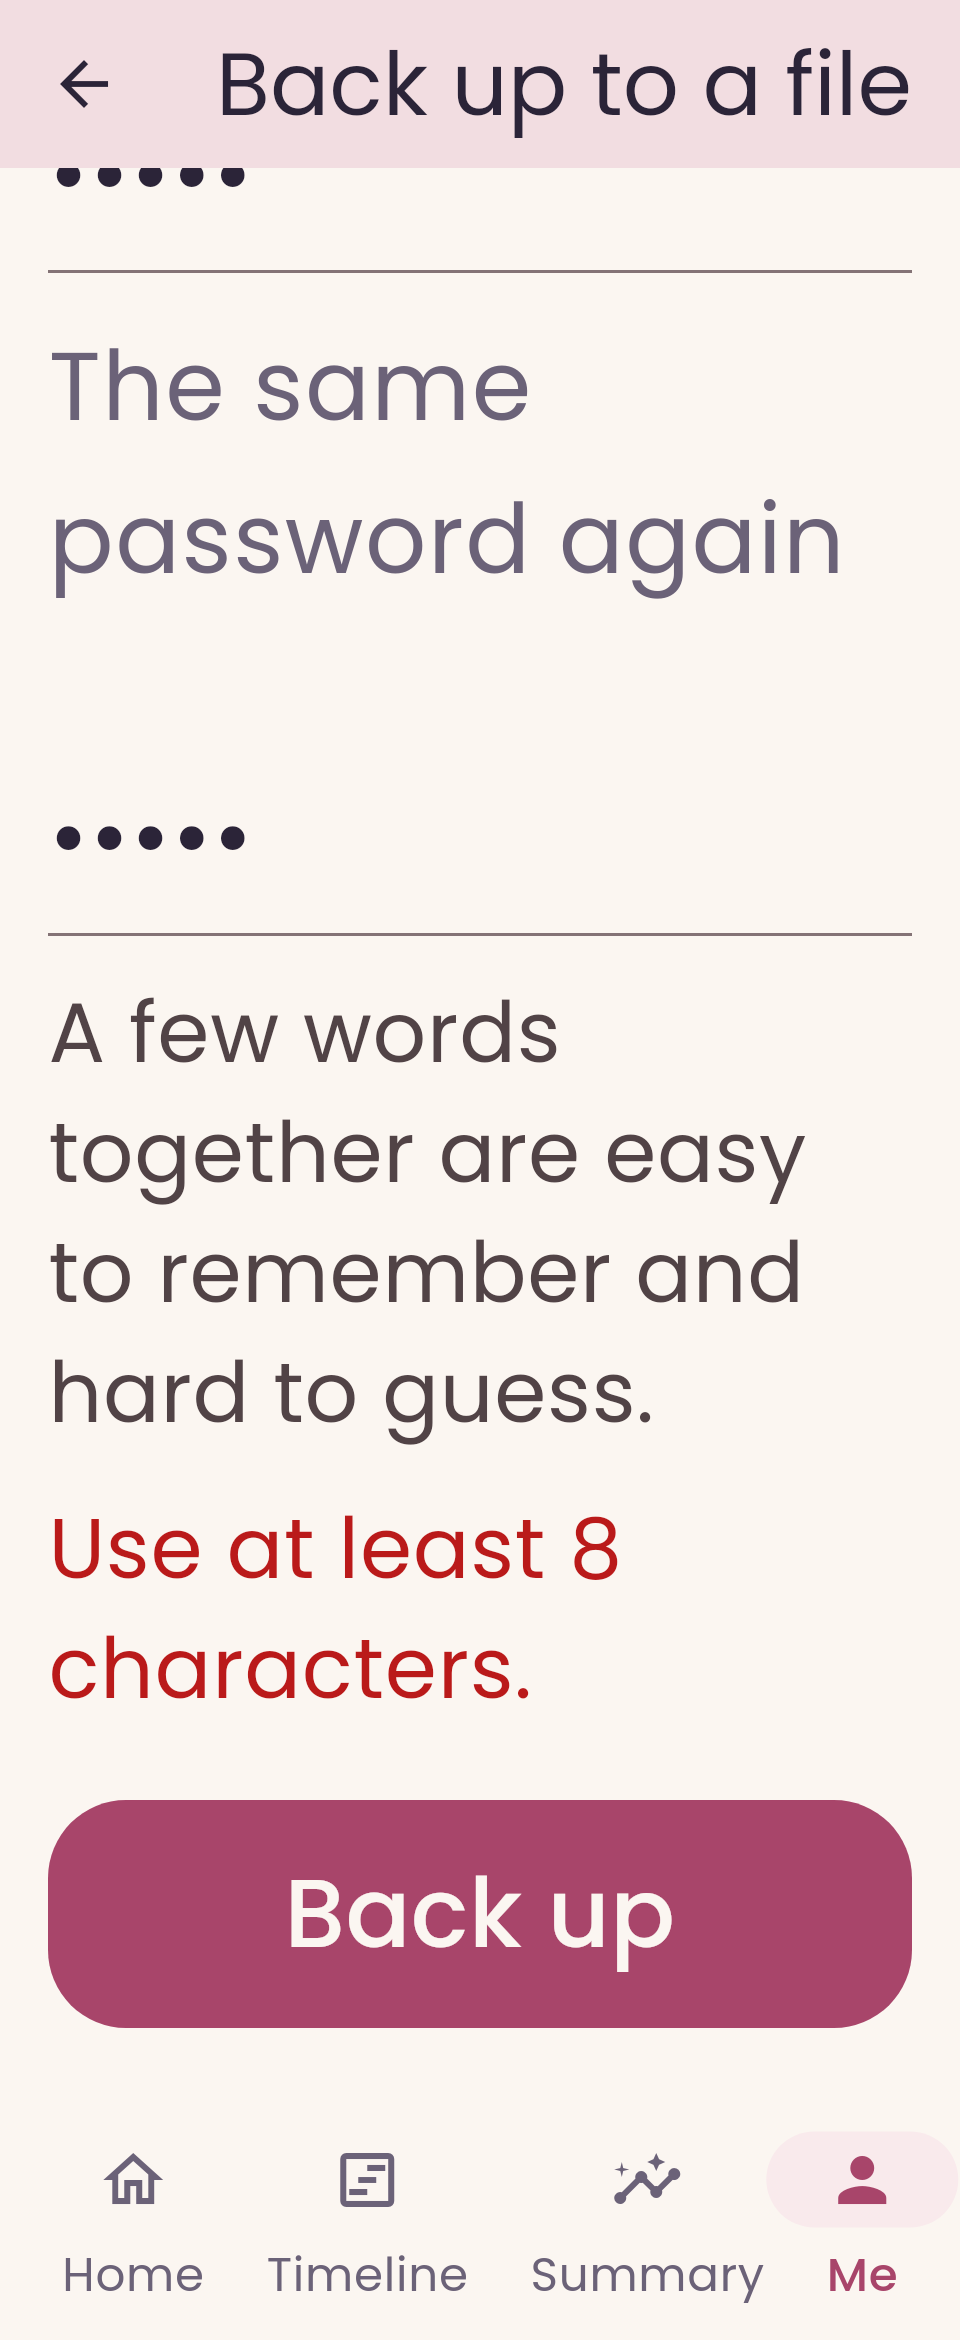 Back up to a file
•••••
The same
password again
•••••
A few words
together are easy
to remember and
hard to guess.
Use at least 8
characters.
Back up
Home
Timeline
Summary
Me